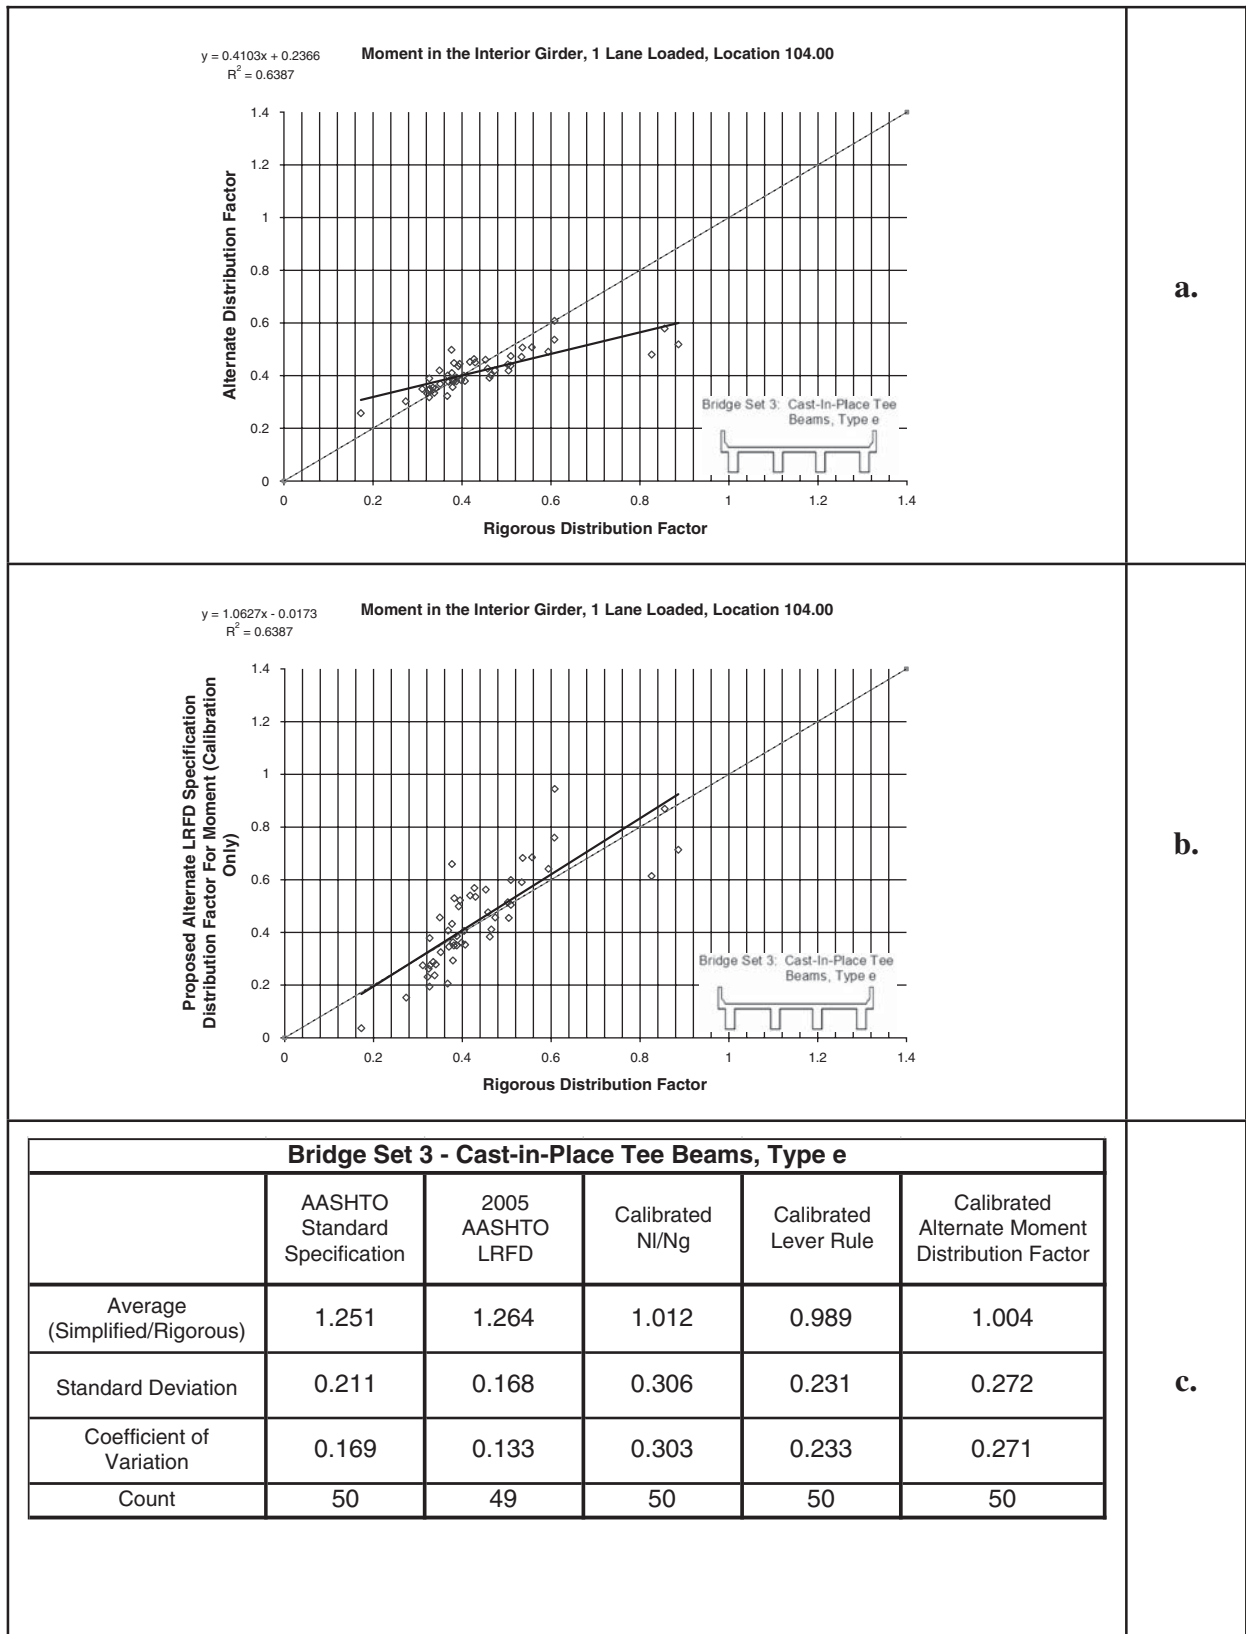 y = 0.4103x + 0.2366
R² = 0.6387
Moment in the Interior Girder, 1 Lane Loaded, Location 104.00
Alternate Distribution Factor
1.4
1.2
1
0.8
0.6
0.4
0.2
0
0 0.2 0.4 0.6 0.8 1 1.2 1.4
Rigorous Distribution Factor
Bridge Set 3: Cast-In-Place Tee
Beams, Type e
a.
y = 1.0627x - 0.0173
R² = 0.6387
Moment in the Interior Girder, 1 Lane Loaded, Location 104.00
Proposed Alternate LRFD Specification
Distribution Factor For Moment (Calibration
Only)
1.4
1.2
1
0.8
0.6
0.4
0.2
0
0 0.2 0.4 0.6 0.8 1 1.2 1.4
Rigorous Distribution Factor
Bridge Set 3: Cast-In-Place Tee
Beams, Type e
b.
Bridge Set 3 - Cast-in-Place Tee Beams, Type e
AASHTO
Standard
Specification
2005
AASHTO
LRFD
Calibrated
Nl/Ng
Calibrated
Lever Rule
Calibrated
Alternate Moment
Distribution Factor
Average
(Simplified/Rigorous)
1.251 1.264 1.012 0.989 1.004
Standard Deviation 0.211 0.168 0.306 0.231 0.272
Coefficient of
Variation
0.169 0.133 0.303 0.233 0.271
Count 50 49 50 50 50
c.